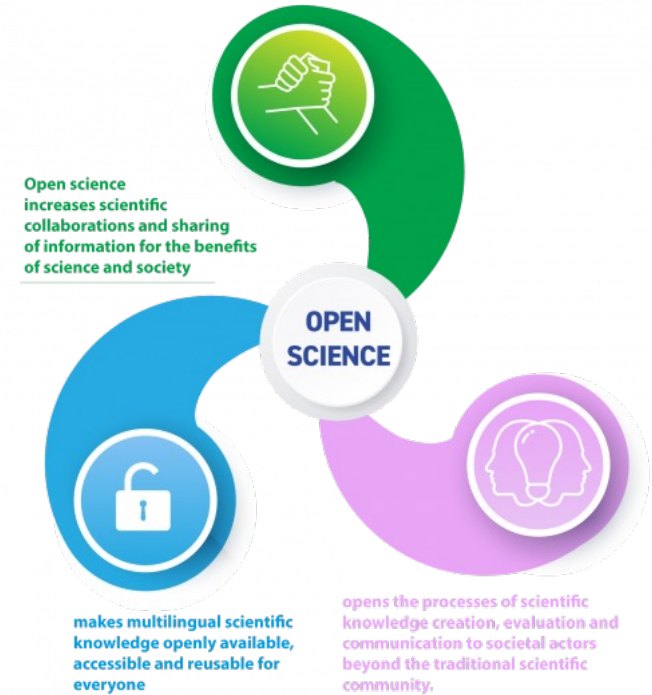 Open science
increases scientific
collaborations and sharing
of information for the benefits
of science and society
OPEN
SCIENCE
makes multilingual scientific
knowledge openly available,
accessible and reusable for
everyone
opens the processes of scientific
knowledge creation, evaluation and
communication to societal actors
beyond the traditional scientific
community.